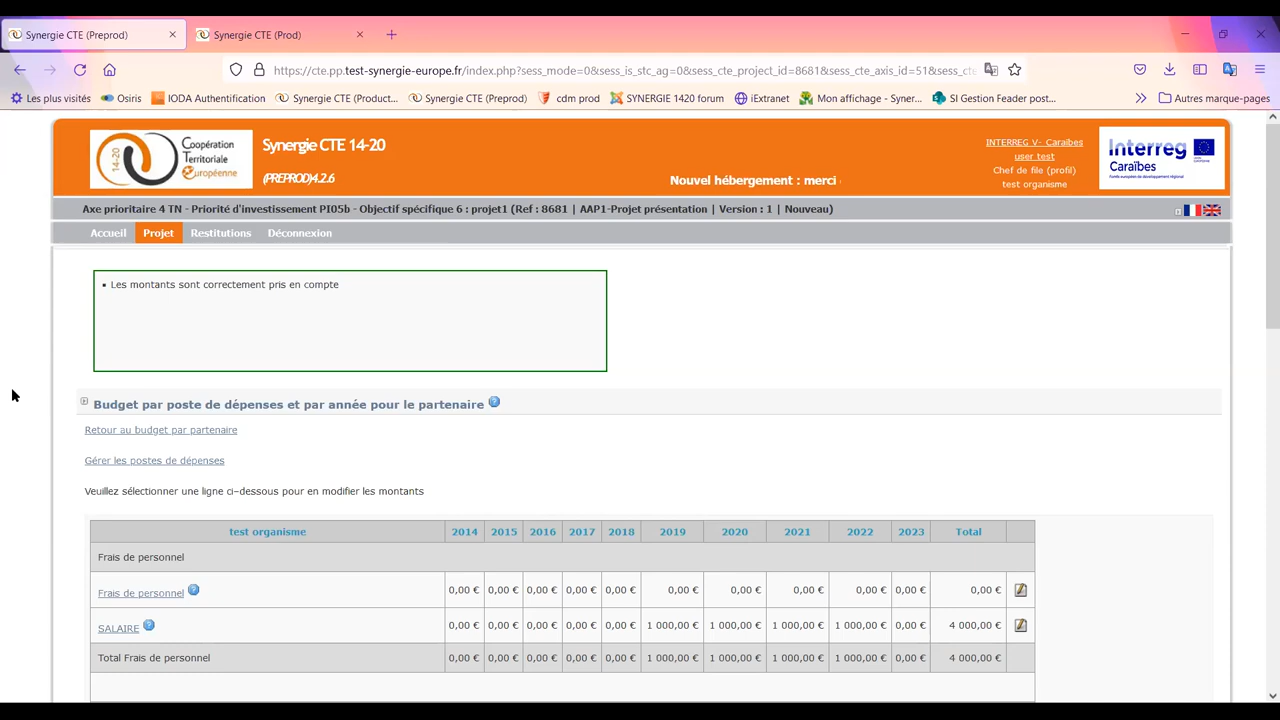 Synergie CTE (Preprod)
Synergie CTE (Prod)
https://cte.pp.test-synergie-europe.fr/index.php?sess_mode=0&sess_is_stc_ag=0&sess_cte_project_id=8681&sess_cte_axis_id=51&sess_cte
Les plus visités
Osiris
IODA Authentification
Synergie CTE (Product...
Synergie CTE (Preprod)
cdm prod
SYNERGIE 1420 forum
iExtranet
Mon affichage - Syner...
SI Gestion Feader post...
Autres marque-pages
14-20
Coopération
Territoriale
Européenne
Synergie CTE 14-20
(PREPROD)4.2.6
Nouvel hébergement : merci
INTERREG V- Caraibes
user test
Chef de file (profil)
test organisme
Interreg
Caraïbes
Axe prioritaire 4 TN - Priorité d'investissement PI05b - Objectif spécifique 6 : projet1 (Ref : 8681 | AAP1-Projet présentation | Version : 1 | Nouveau)
Accueil
Projet
Restitutions
Déconnexion
Les montants sont correctement pris en compte
Budget par poste de dépenses et par année pour le partenaire
Retour au budget par partenaire
Gérer les postes de dépenses
Veuillez sélectionner une ligne ci-dessous pour en modifier les montants
test organisme 2014 2015 2016 2017 2018 2019 2020 2021 2022 2023 Total
Frais de personnel
Frais de personnel 0,00 € 0,00 € 0,00 € 0,00 € 0,00 € 0,00 € 0,00 € 0,00 € 0,00 € 0,00 € 0,00 €
SALAIRE 0,00 € 0,00 € 0,00 € 0,00 € 0,00 € 1 000,00 € 1 000,00 € 1 000,00 € 1 000,00 € 0,00 € 4 000,00 €
Total Frais de personnel 0,00 € 0,00 € 0,00 € 0,00 € 0,00 € 1 000,00 € 1 000,00 € 1 000,00 € 1 000,00 € 0,00 € 4 000,00 €